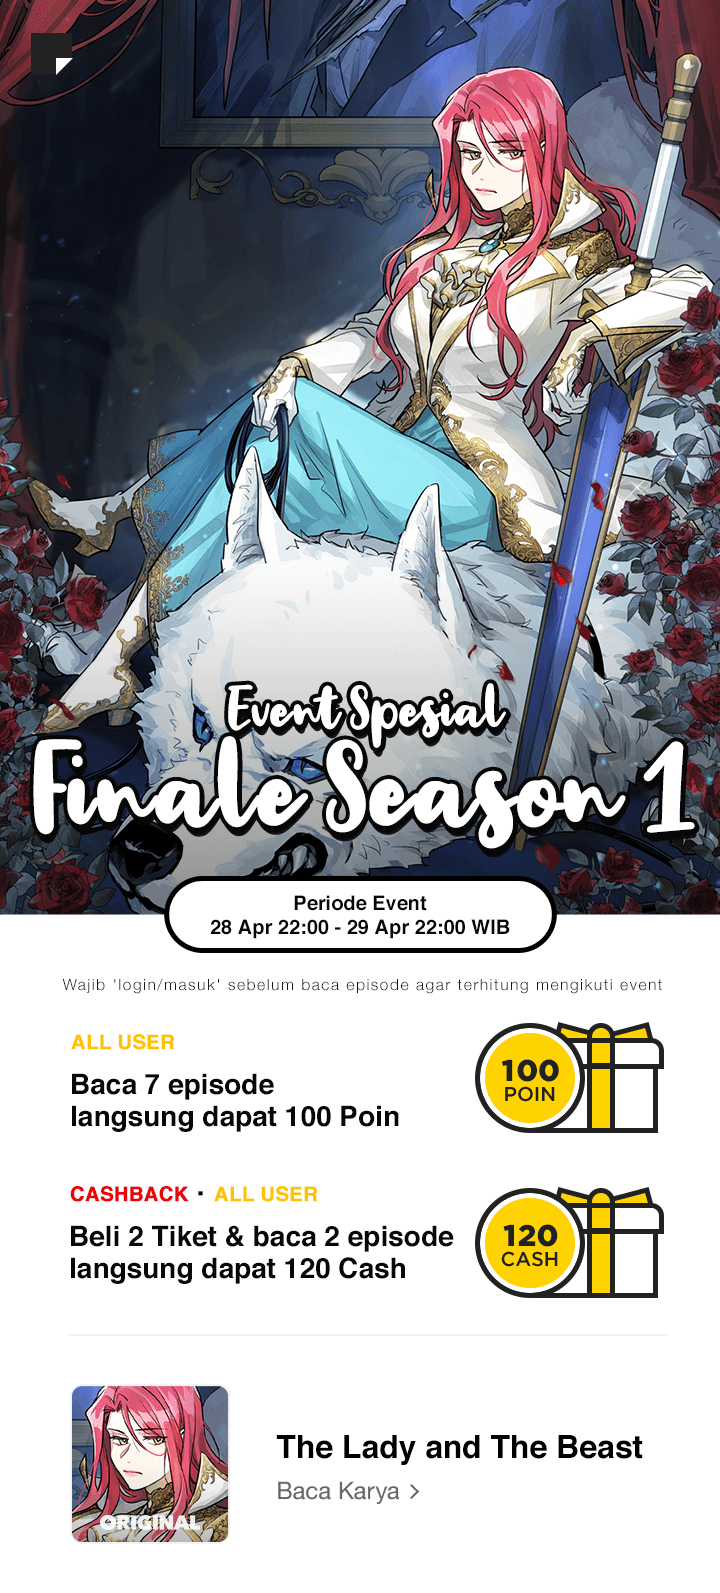 Event Spesial
Finale Season 1
Periode Event
28 Apr 22:00 - 29 Apr 22:00 WIB
Wajib 'login/masuk' sebelum baca episode agar terhitung mengikuti event
ALL USER
Baca 7 episode
langsung dapat 100 Poin
100
POIN
CASHBACK · ALL USER
Beli 2 Tiket & baca 2 episode
langsung dapat 120 Cash
120
CASH
ORIGINAL
The Lady and The Beast
Baca Karya >